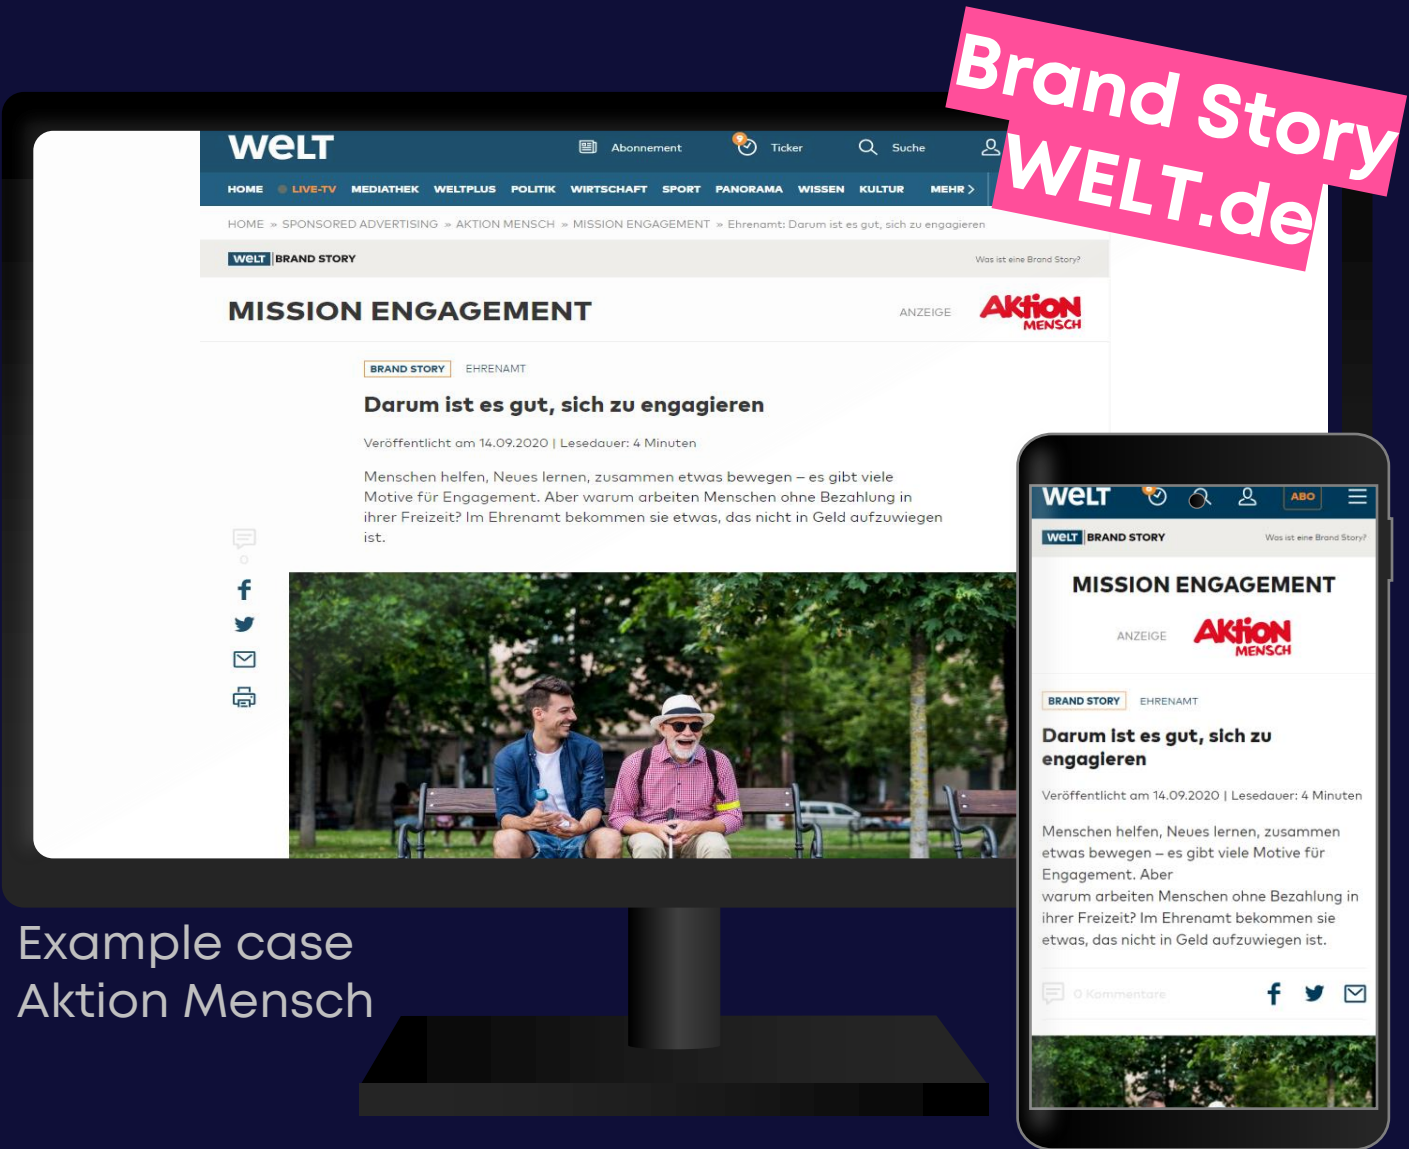 Brand Story
WELT.de
WELT
Abonnement
9
Ticker
Suche
HOME
LIVE-TV
MEDIATHEK
WELTPLUS
POLITIK
WIRTSCHAFT
SPORT
PANORAMA
WISSEN
KULTUR
MEHR >
HOME » SPONSORED ADVERTISING » AKTION MENSCH » MISSION ENGAGEMENT » Ehrenamt: Darum ist es gut, sich zu engagieren
WELT BRAND STORY
Was ist eine Brand Story?
MISSION ENGAGEMENT
ANZEIGE
AKTION
MENSCH
BRAND STORY
EHRENAMT
Darum ist es gut, sich zu engagieren
Veröffentlicht am 14.09.2020 | Lesedauer: 4 Minuten
Menschen helfen, Neues lernen, zusammen etwas bewegen – es gibt viele
Motive für Engagement. Aber warum arbeiten Menschen ohne Bezahlung in
ihrer Freizeit? Im Ehrenamt bekommen sie etwas, das nicht in Geld aufzuwiegen
ist.
0
WELT
ABO
WELT BRAND STORY
Was ist eine Brand Story?
MISSION ENGAGEMENT
ANZEIGE
AKTION
MENSCH
BRAND STORY
EHRENAMT
Darum ist es gut, sich zu
engagieren
Veröffentlicht am 14.09.2020 | Lesedauer: 4 Minuten
Menschen helfen, Neues lernen, zusammen
etwas bewegen – es gibt viele Motive für
Engagement. Aber
warum arbeiten Menschen ohne Bezahlung in
ihrer Freizeit? Im Ehrenamt bekommen sie
etwas, das nicht in Geld aufzuwiegen ist.
0 Kommentare
Example case
Aktion Mensch